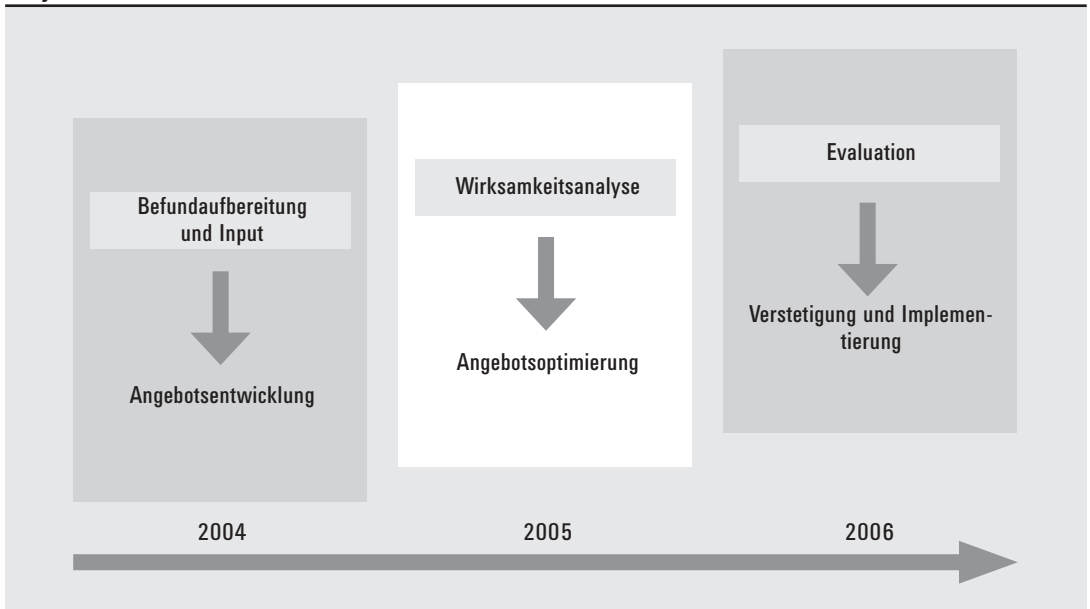 Befundaufbereitung
und Input
Angebotsentwicklung
Wirksamkeitsanalyse
Angebotsoptimierung
Evaluation
Verstetigung und Implemen-
tierung
2004
2005
2006